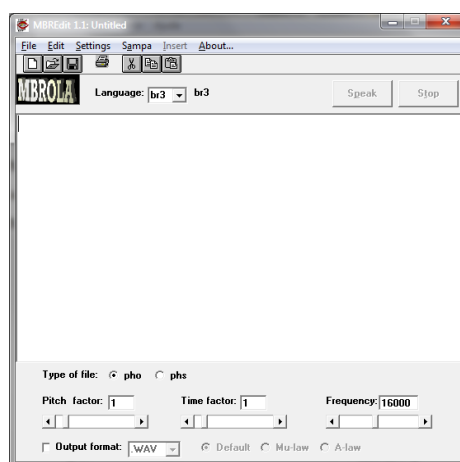 MBREdit 1.1: Untitled
File Edit Settings Sampa Insert About...
MBROLA Language: br3 br3 Speak Stop
Type of file: pho phs
Pitch factor: 1 Time factor: 1 Frequency: 16000
Output format: .WAV Default Mu-law A-law